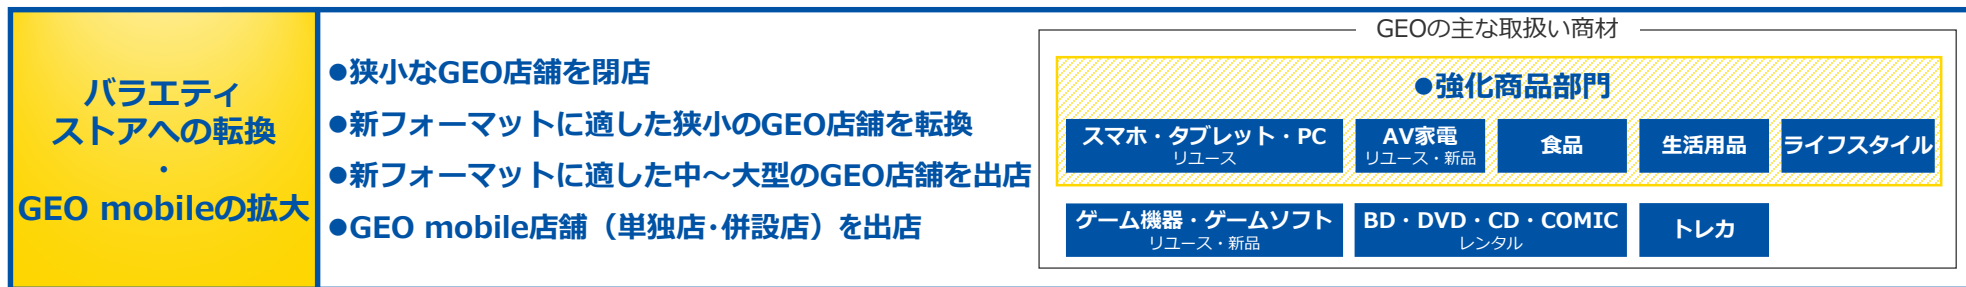 バラエティ
ストアへの転換
・
GEO mobileの拡大
●狭小なGEO店舗を閉店
●新フォーマットに適した狭小のGEO店舗を転換
●新フォーマットに適した中～大型のGEO店舗を出店
●GEO mobile店舗（単独店･併設店）を出店
GEOの主な取扱い商材
●強化商品部門
スマホ・タブレット・PC
リユース
AV家電
リユース・新品
食品
生活用品
ライフスタイル
ゲーム機器・ゲームソフト
リユース・新品
BD・DVD・CD・COMIC
レンタル
トレカ